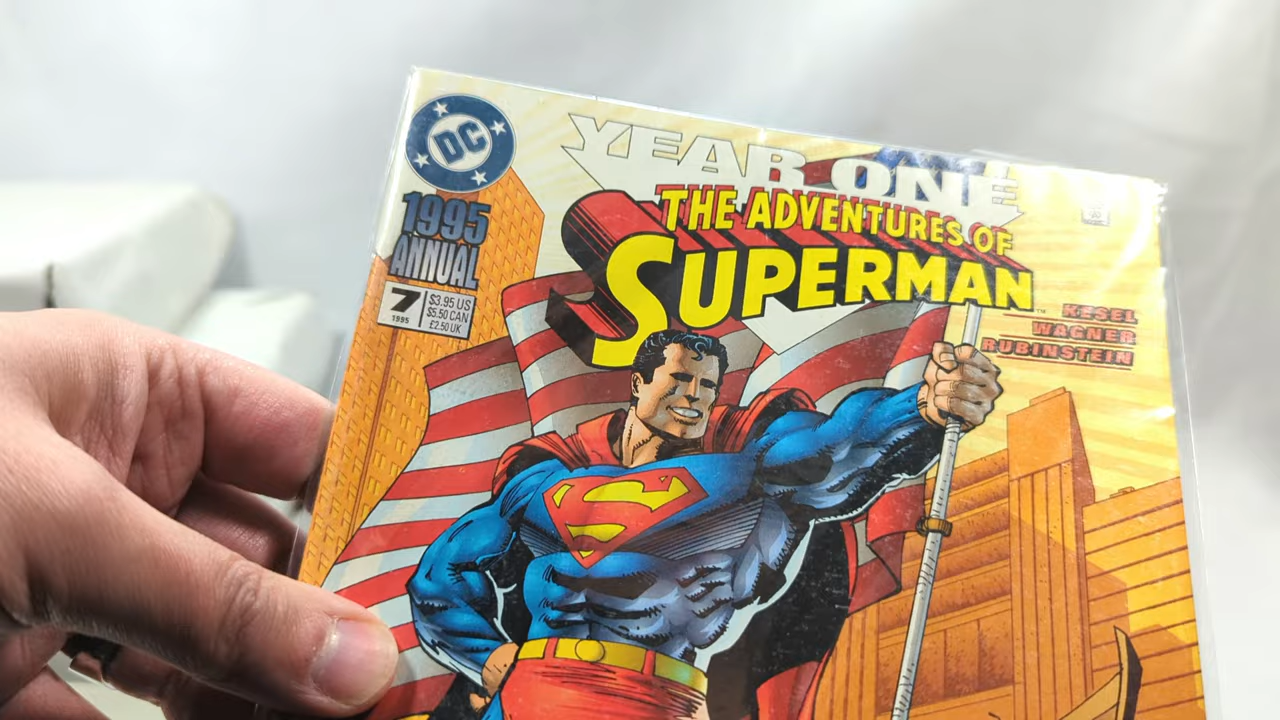 DC
1995
ANNUAL
7
1995
$3.95 US
$5.50 CAN
£2.50 UK
YEAR ONE
THE ADVENTURES OF
SUPERMAN
KESEL
WAGNER
RUBINSTEIN
S